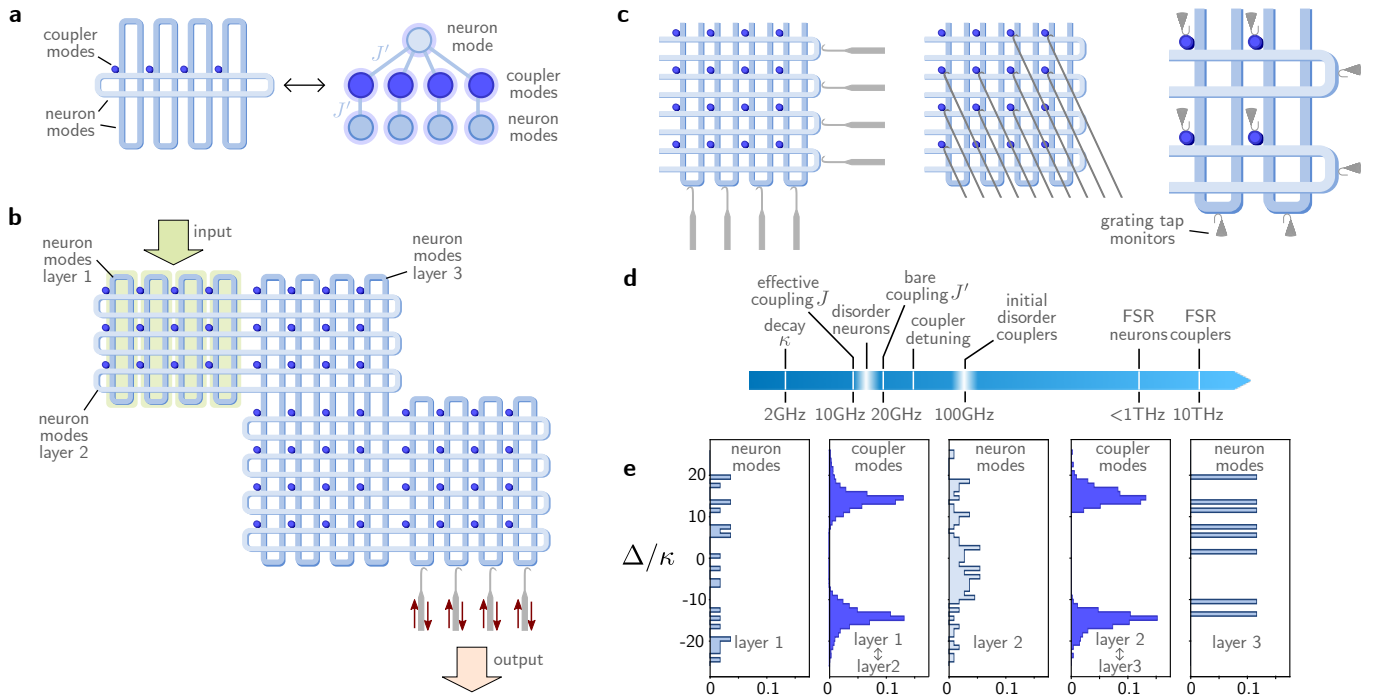 a
coupler
modes
neuron
modes
J′
J′
neuron
mode
coupler
modes
neuron
modes
b
input
neuron
modes
layer 1
neuron
modes
layer 3
neuron
modes
layer 2
output
c
grating tap
monitors
d
effective
coupling J
decay
κ
disorder
neurons
bare
coupling J′
coupler
detuning
initial
disorder
couplers
FSR
neurons
FSR
couplers
2GHz
10GHz
20GHz
100GHz
<1THz
10THz
e
Δ/κ
20
10
0
-10
-20
neuron
modes
layer 1
0
0.1
coupler
modes
layer 1
↕
layer2
0
0.1
neuron
modes
layer 2
0
0.1
coupler
modes
layer 2
↕
layer3
0
0.1
neuron
modes
layer 3
0
0.1